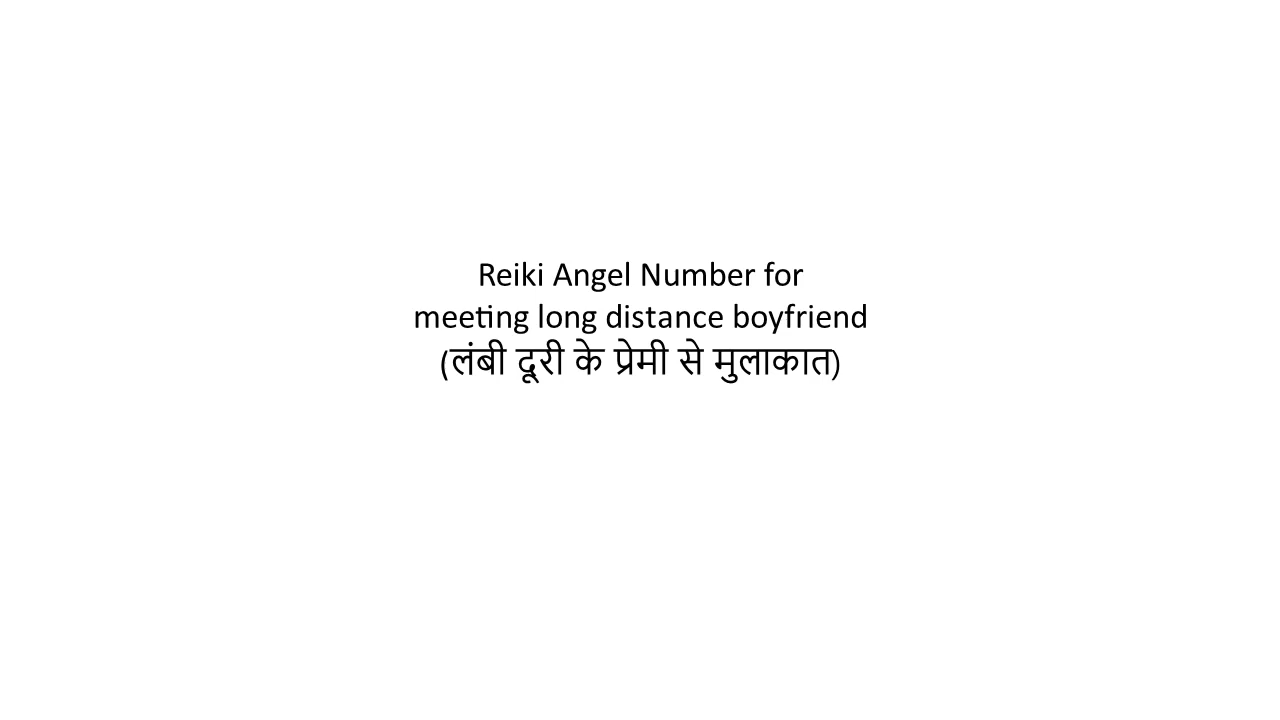 Reiki Angel Number for
meeting long distance boyfriend
(लंबी दूरी के प्रेमी से मुलाकात)